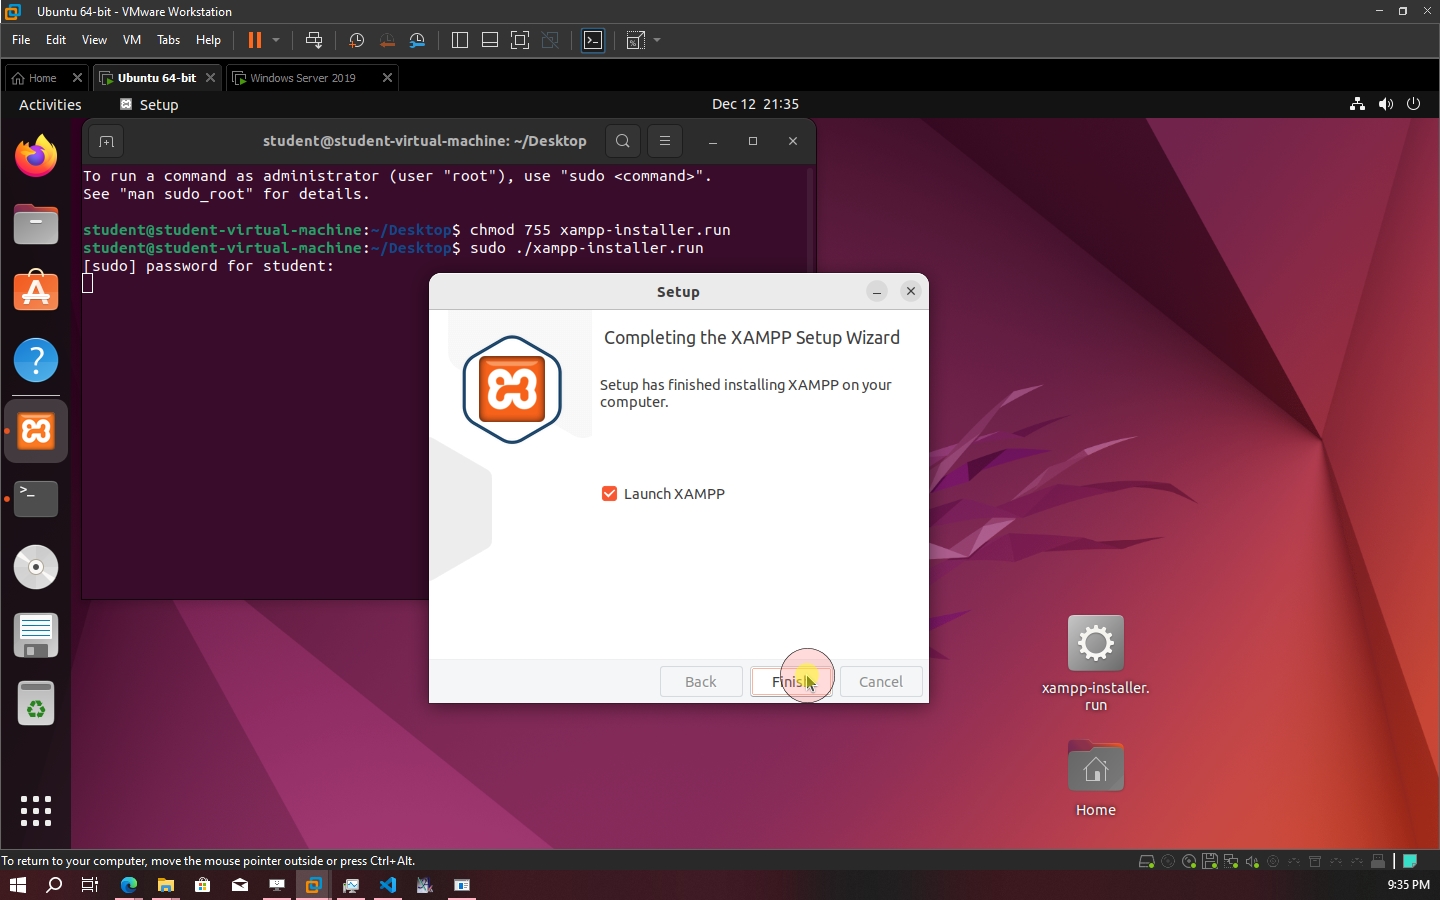 Ubuntu 64-bit - VMware Workstation
File Edit View VM Tabs Help
Home
Ubuntu 64-bit
Windows Server 2019
Activities
Setup
Dec 12 21:35
student@student-virtual-machine: ~/Desktop
To run a command as administrator (user "root"), use "sudo <command>".
See "man sudo_root" for details.
student@student-virtual-machine:~/Desktop$ chmod 755 xampp-installer.run
student@student-virtual-machine:~/Desktop$ sudo ./xampp-installer.run
[sudo] password for student:
Setup
Completing the XAMPP Setup Wizard
Setup has finished installing XAMPP on your
computer.
Launch XAMPP
Back
Finish
Cancel
xampp-installer.
run
Home
To return to your computer, move the mouse pointer outside or press Ctrl+Alt.
9:35 PM